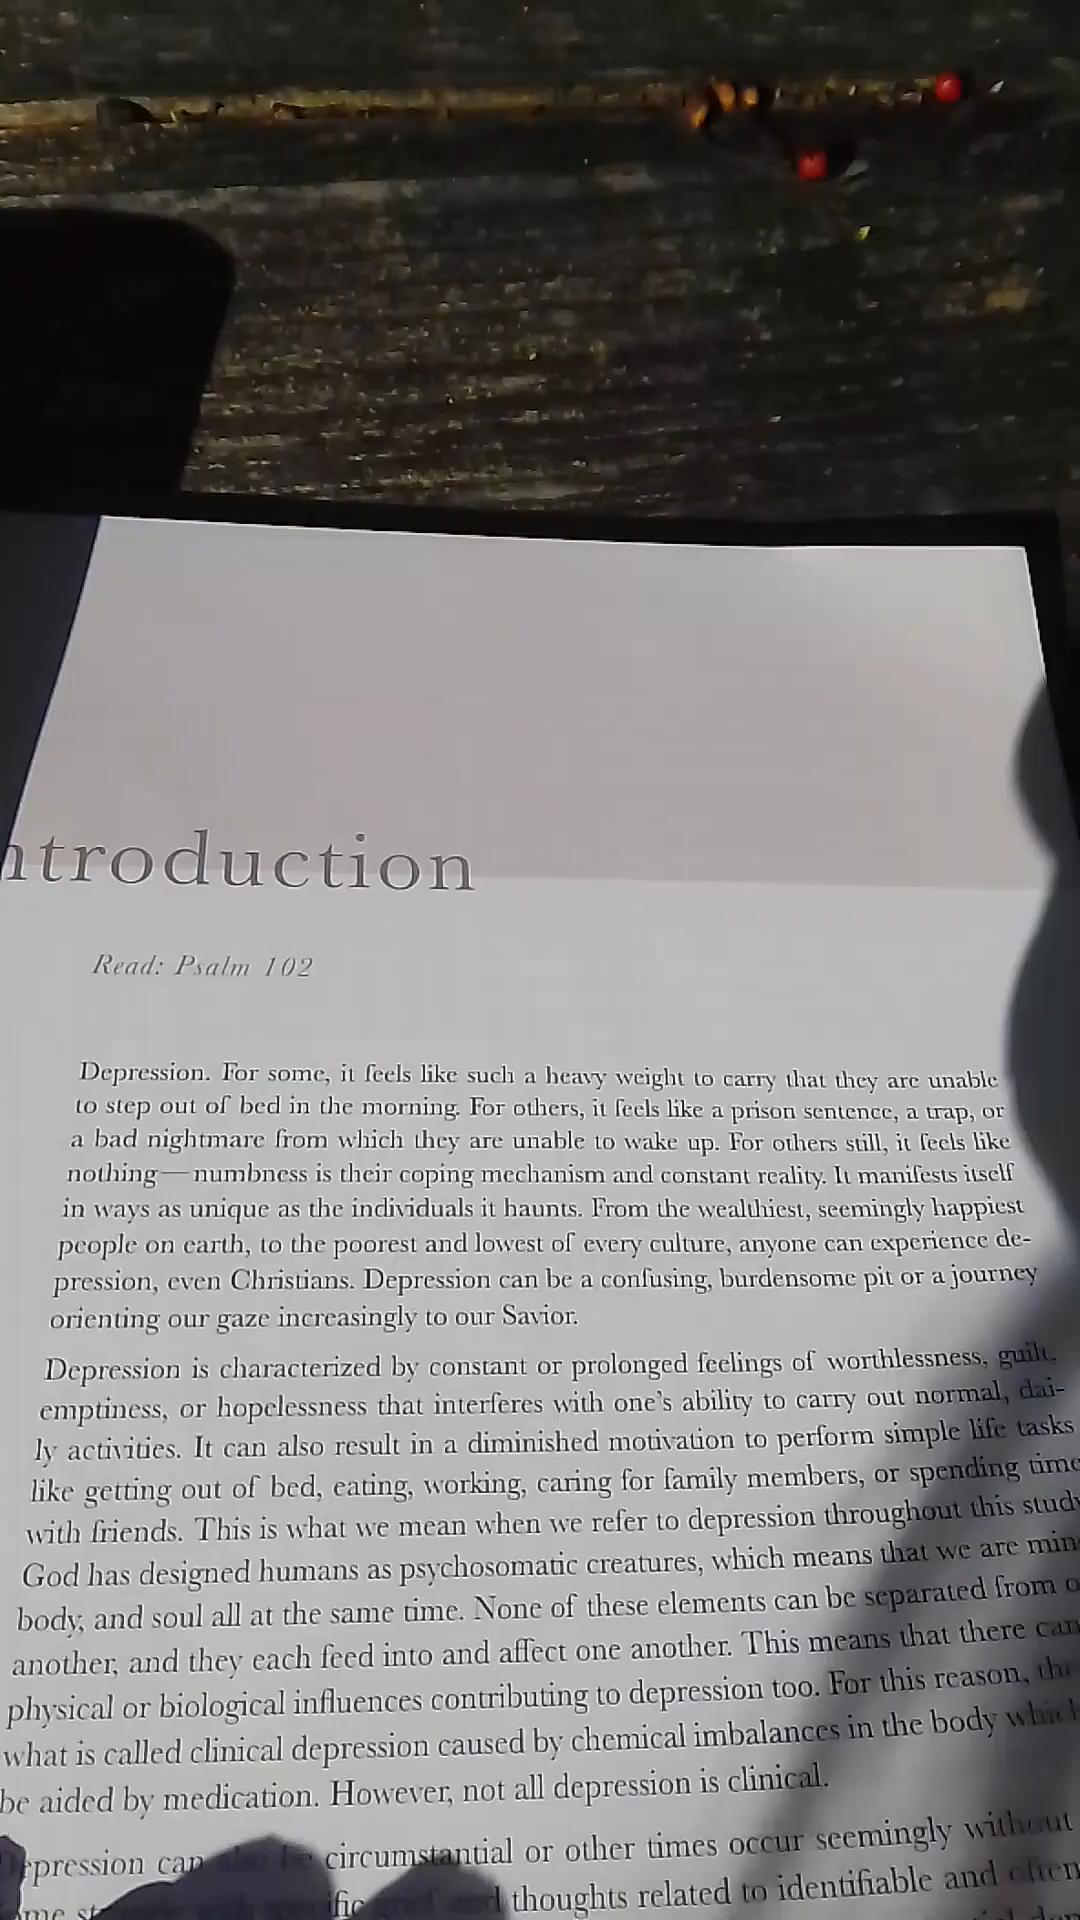 ntroduction
Read: Psalm 102
Depression. For some, it feels like such a heavy weight to carry that they are unable
to step out of bed in the morning. For others, it feels like a prison sentence, a trap, or
a bad nightmare from which they are unable to wake up. For others still, it feels like
nothing—numbness is their coping mechanism and constant reality. It manifests itself
in ways as unique as the individuals it haunts. From the wealthiest, seemingly happiest
people on earth, to the poorest and lowest of every culture, anyone can experience de-
pression, even Christians. Depression can be a confusing, burdensome pit or a journey
orienting our gaze increasingly to our Savior.
Depression is characterized by constant or prolonged feelings of worthlessness, guilt,
emptiness, or hopelessness that interferes with one's ability to carry out normal, dai-
ly activities. It can also result in a diminished motivation to perform simple life tasks
like getting out of bed, eating, working, caring for family members, or spending time
with friends. This is what we mean when we refer to depression throughout this study
God has designed humans as psychosomatic creatures, which means that we are min
body, and soul all at the same time. None of these elements can be separated from o
another, and they each feed into and affect one another. This means that there can
physical or biological influences contributing to depression too. For this reason, the
what is called clinical depression caused by chemical imbalances in the body which
be aided by medication. However, not all depression is clinical.
epression can also be circumstantial or other times occur seemingly without
thoughts related to identifiable and often